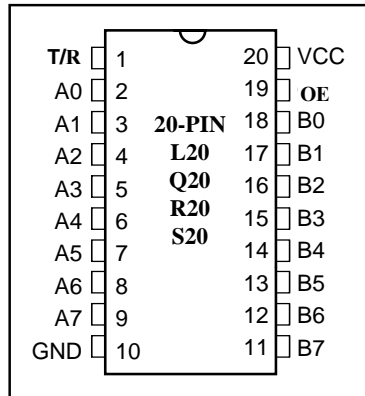 T/R 1 20 VCC
A0 2 19 OE
A1 3 20-PIN 18 B0
A2 4 L20 17 B1
A3 5 Q20 16 B2
A4 6 R20 15 B3
A5 7 S20 14 B4
A6 8 13 B5
A7 9 12 B6
GND 10 11 B7